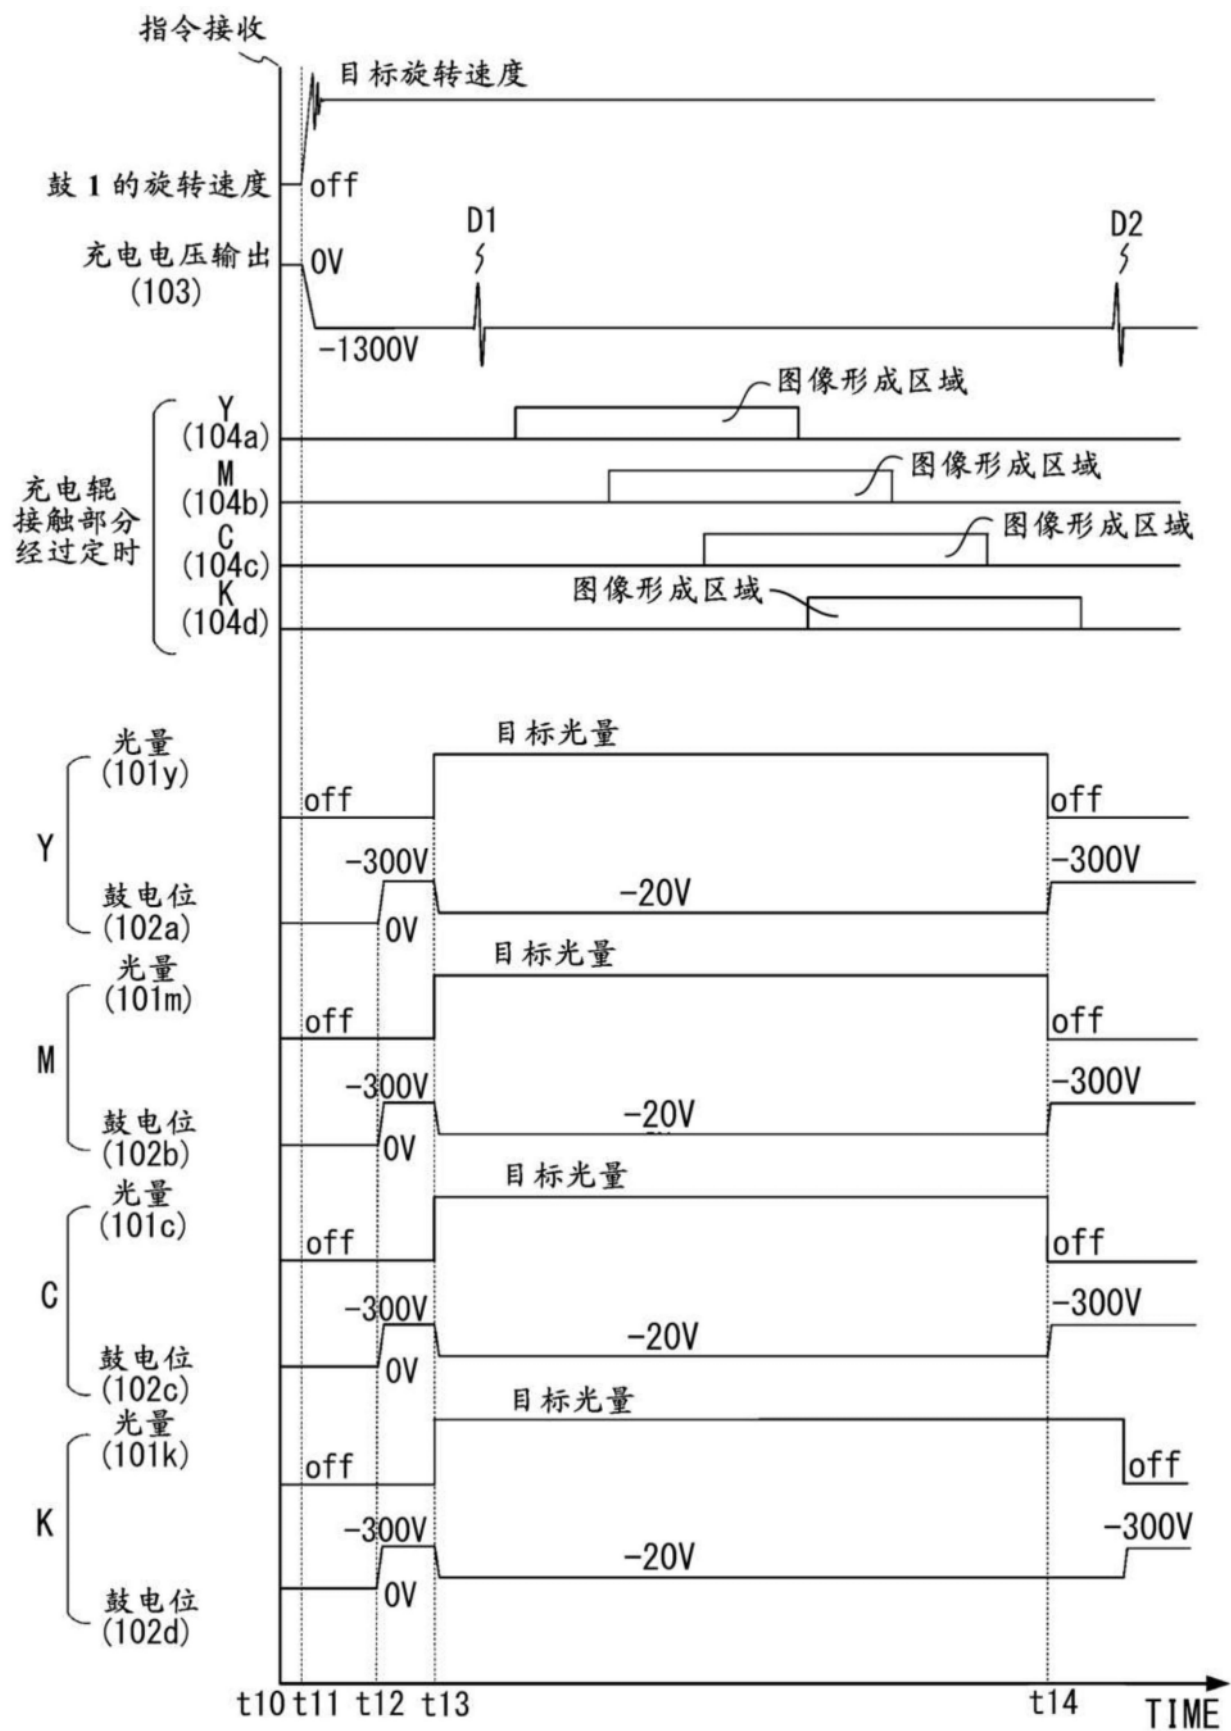 指令接收
目标旋转速度
鼓 1 的旋转速度
off
D1
D2
充电电压输出
(103)
0V
-1300V
图像形成区域
Y
(104a)
图像形成区域
M
(104b)
充电辊
接触部分
经过定时
图像形成区域
C
(104c)
图像形成区域
K
(104d)
目标光量
光量
(101y)
off
off
Y
-300V
-300V
-20V
鼓电位
(102a)
0V
目标光量
光量
(101m)
off
off
M
-300V
-300V
-20V
鼓电位
(102b)
0V
目标光量
光量
(101c)
off
off
C
-300V
-300V
-20V
鼓电位
(102c)
0V
目标光量
光量
(101k)
off
off
K
-300V
-300V
-20V
鼓电位
(102d)
0V
t10 t11 t12 t13 t14 TIME